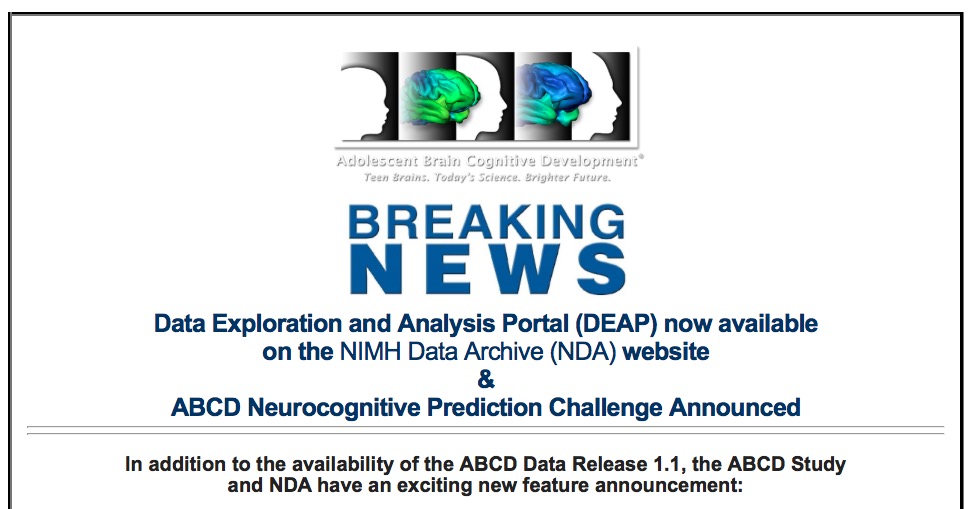 Adolescent Brain Cognitive Development®
Teen Brains. Today's Science. Brighter Future.
BREAKING
NEWS
Data Exploration and Analysis Portal (DEAP) now available
on the NIMH Data Archive (NDA) website
&
ABCD Neurocognitive Prediction Challenge Announced
In addition to the availability of the ABCD Data Release 1.1, the ABCD Study
and NDA have an exciting new feature announcement: